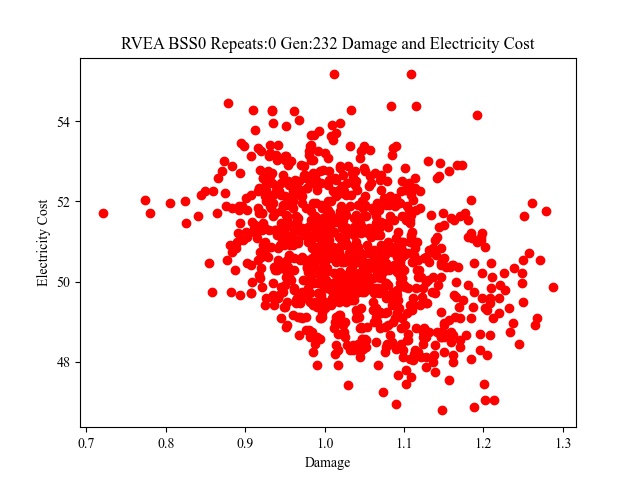 RVEA BSS0 Repeats:0 Gen:232 Damage and Electricity Cost
54
52
50
48
Electricity Cost
0.7 0.8 0.9 1.0 1.1 1.2 1.3
Damage